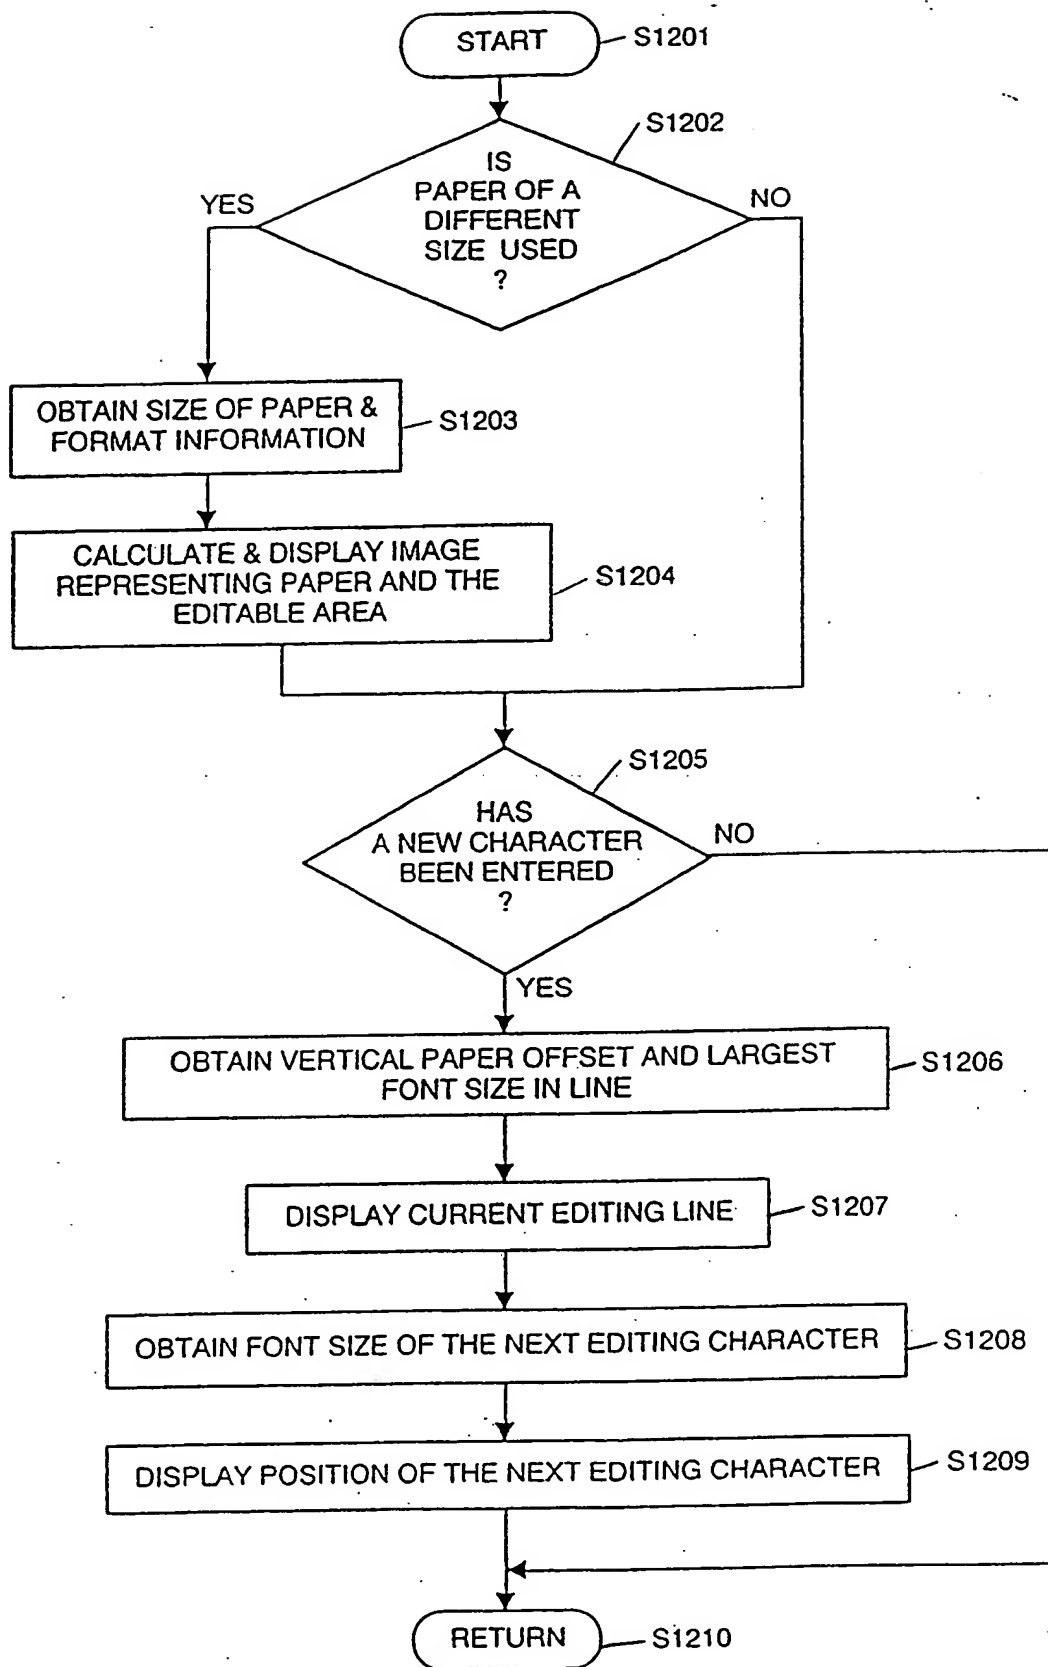 START
S1201
S1202
IS
PAPER OF A
DIFFERENT
SIZE USED
?
YES
NO
OBTAIN SIZE OF PAPER &
FORMAT INFORMATION
S1203
CALCULATE & DISPLAY IMAGE
REPRESENTING PAPER AND THE
EDITABLE AREA
S1204
S1205
HAS
A NEW CHARACTER
BEEN ENTERED
?
NO
YES
OBTAIN VERTICAL PAPER OFFSET AND LARGEST
FONT SIZE IN LINE
S1206
DISPLAY CURRENT EDITING LINE
S1207
OBTAIN FONT SIZE OF THE NEXT EDITING CHARACTER
S1208
DISPLAY POSITION OF THE NEXT EDITING CHARACTER
S1209
RETURN
S1210